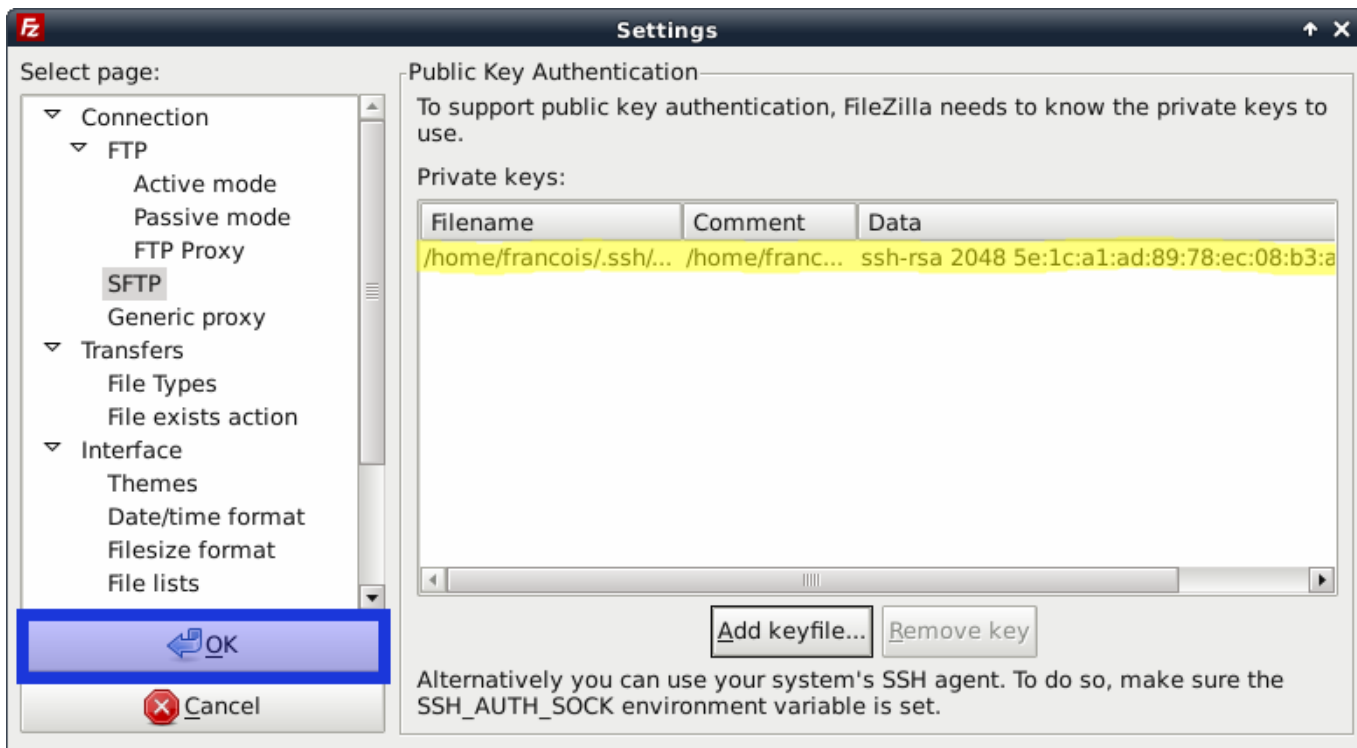 Fz
Settings
Select page:
Connection
FTP
Active mode
Passive mode
FTP Proxy
SFTP
Generic proxy
Transfers
File Types
File exists action
Interface
Themes
Date/time format
Filesize format
File lists
OK
Cancel
Public Key Authentication
To support public key authentication, FileZilla needs to know the private keys to
use.
Private keys:
Filename Comment Data
/home/francois/.ssh/... /home/franc... ssh-rsa 2048 5e:1c:a1:ad:89:78:ec:08:b3:a
Add keyfile... Remove key
Alternatively you can use your system's SSH agent. To do so, make sure the
SSH_AUTH_SOCK environment variable is set.